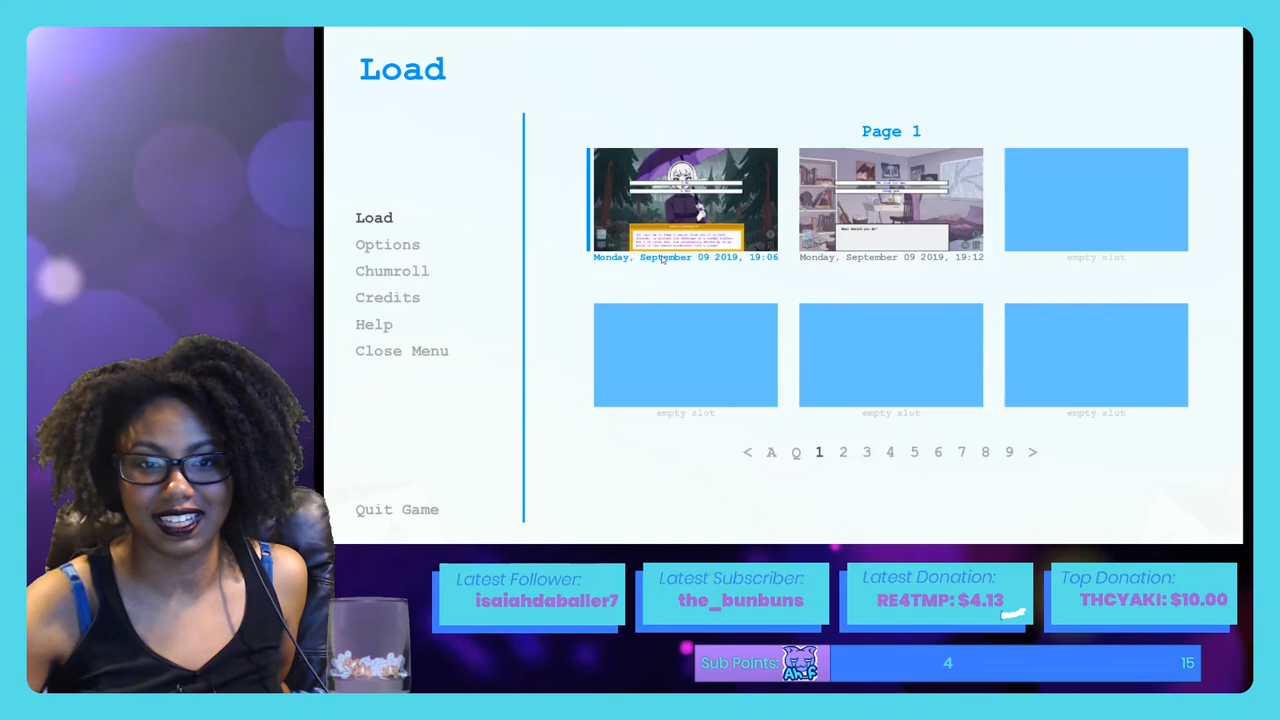 Load
Page 1
Monday, September 09 2019, 19:06
Monday, September 09 2019, 19:12
empty slot
Load
Options
Chumroll
Credits
Help
Close Menu
empty slot
empty slot
empty slot
< A Q 1 2 3 4 5 6 7 8 9 >
Quit Game
Latest Follower:
isaiahdaballer7
Latest Subscriber:
the_bunbuns
Latest Donation:
RE4TMP: $4.13
Top Donation:
THCYAKI: $10.00
Sub Points:
4
15